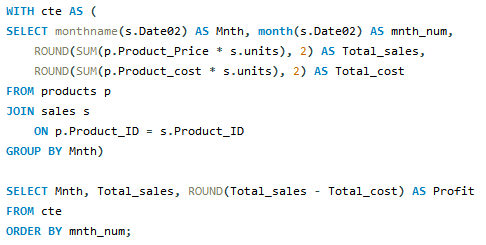 WITH cte AS (
SELECT monthname(s.Date02) AS Mnth, month(s.Date02) AS mnth_num,
    ROUND(SUM(p.Product_Price * s.units), 2) AS Total_sales,
    ROUND(SUM(p.Product_cost * s.units), 2) AS Total_cost
FROM products p
JOIN sales s
    ON p.Product_ID = s.Product_ID
GROUP BY Mnth)

SELECT Mnth, Total_sales, ROUND(Total_sales - Total_cost) AS Profit
FROM cte
ORDER BY mnth_num;